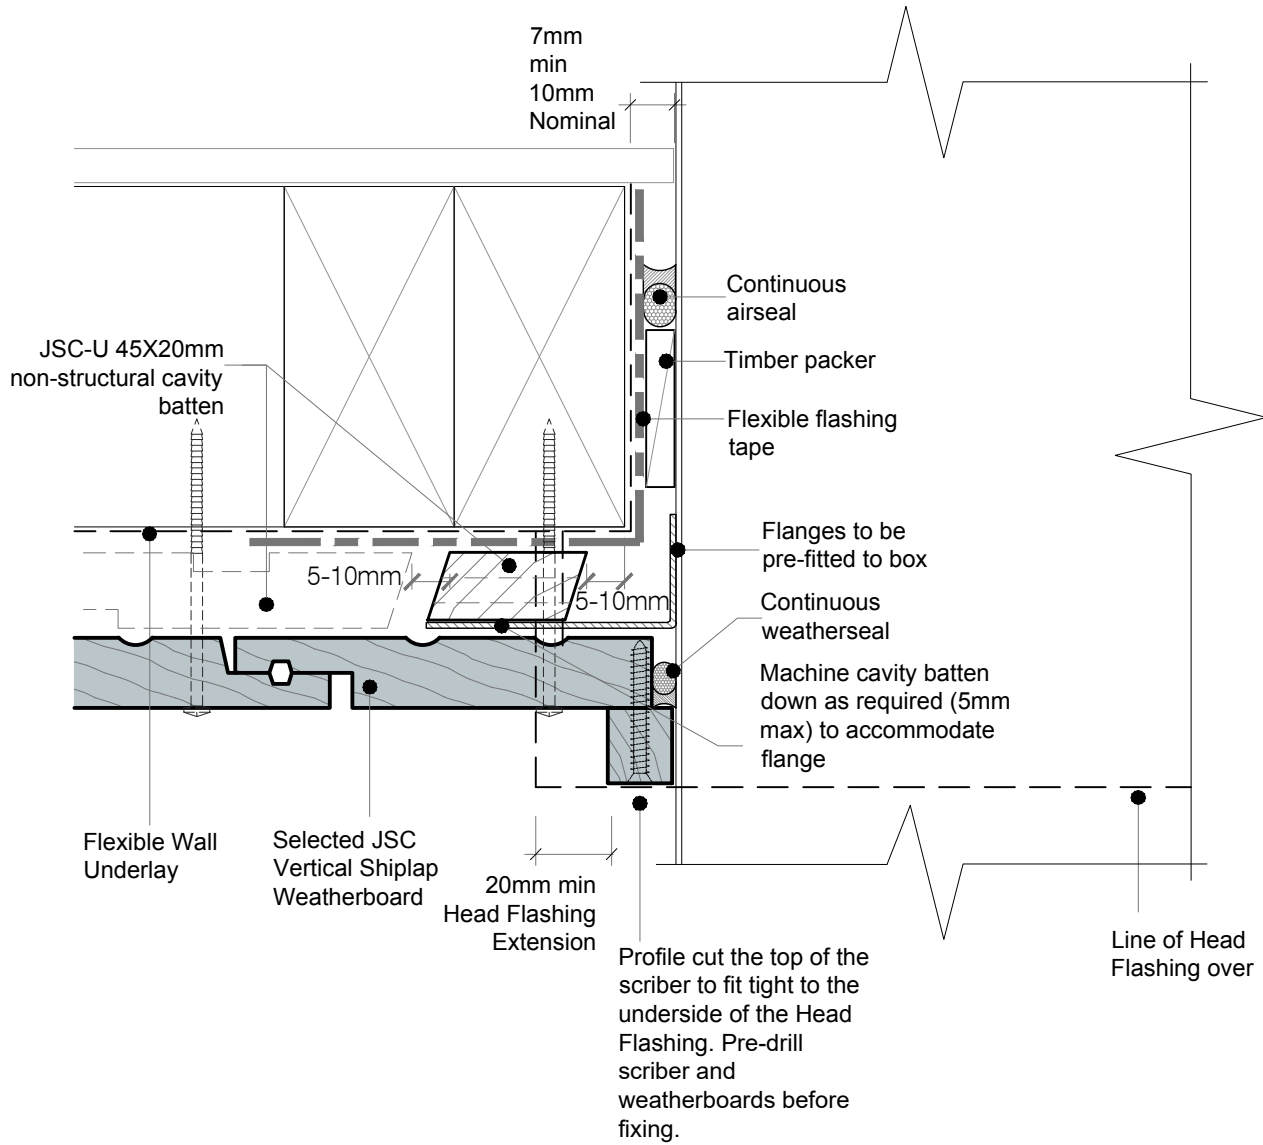 7mm
min
10mm
Nominal
Continuous
airseal
JSC-U 45X20mm
non-structural cavity
batten
Timber packer
Flexible flashing
tape
Flanges to be
pre-fitted to box
5-10mm
5-10mm
Continuous
weatherseal
Machine cavity batten
down as required (5mm
max) to accommodate
flange
Flexible Wall
Underlay
Selected JSC
Vertical Shiplap
Weatherboard
20mm min
Head Flashing
Extension
Profile cut the top of the
scriber to fit tight to the
underside of the Head
Flashing. Pre-drill
scriber and
weatherboards before
fixing.
Line of Head
Flashing over